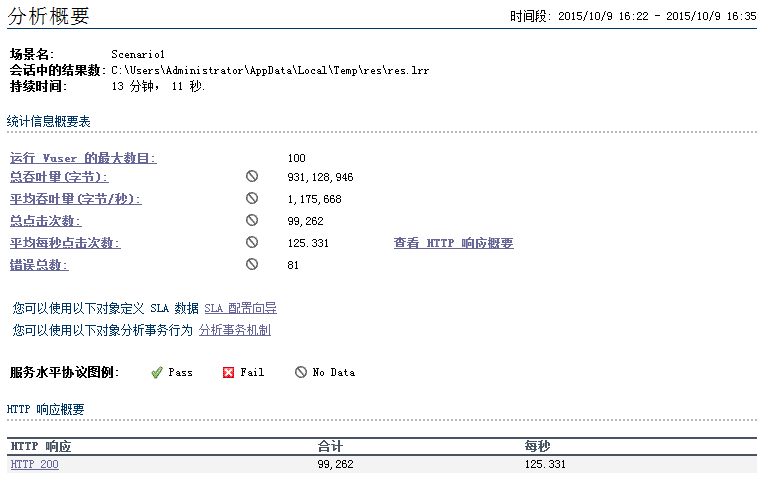 分析概要
时间段: 2015/10/9 16:22 - 2015/10/9 16:35
场景名: Scenario1
会话中的结果数: C:\Users\Administrator\AppData\Local\Temp\res\res.lrr
持续时间: 13 分钟, 11 秒.
统计信息概要表
运行 Vuser 的最大数目: 100
总吞吐量(字节): 931,128,946
平均吞吐量(字节/秒): 1,175,668
总点击次数: 99,262
平均每秒点击次数: 125.331 查看 HTTP 响应概要
错误总数: 81
您可以使用以下对象定义 SLA 数据 SLA 配置向导
您可以使用以下对象分析事务行为 分析事务机制
服务水平协议图例: Pass Fail No Data
HTTP 响应概要
HTTP 响应 合计 每秒
HTTP 200 99,262 125.331